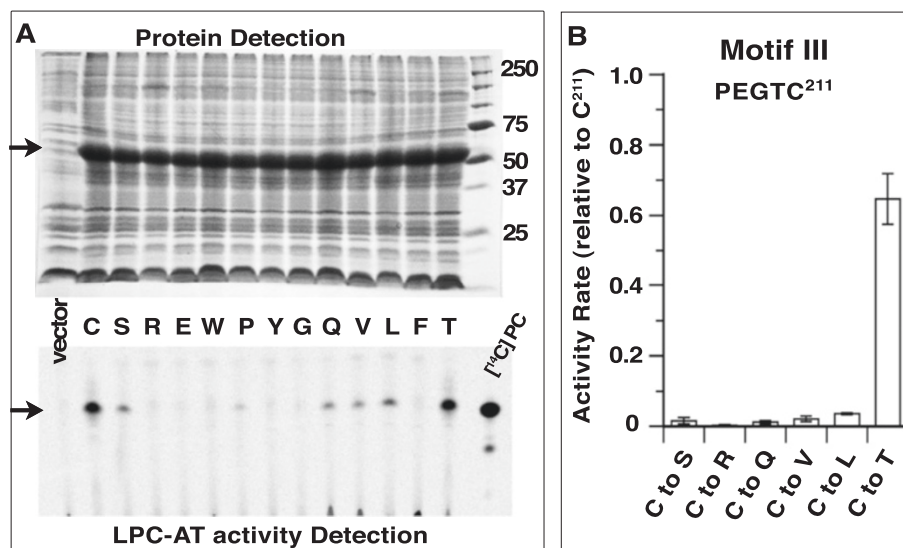 A
Protein Detection
250
75
50
37
25
vector C S R E W P Y G Q V L F T [¹⁴C]PC
LPC-AT activity Detection
B
Motif III
PEGTC²¹¹
Activity Rate (relative to C²¹¹)
1.0
0.8
0.6
0.4
0.2
0
C to S
C to R
C to Q
C to V
C to L
C to T